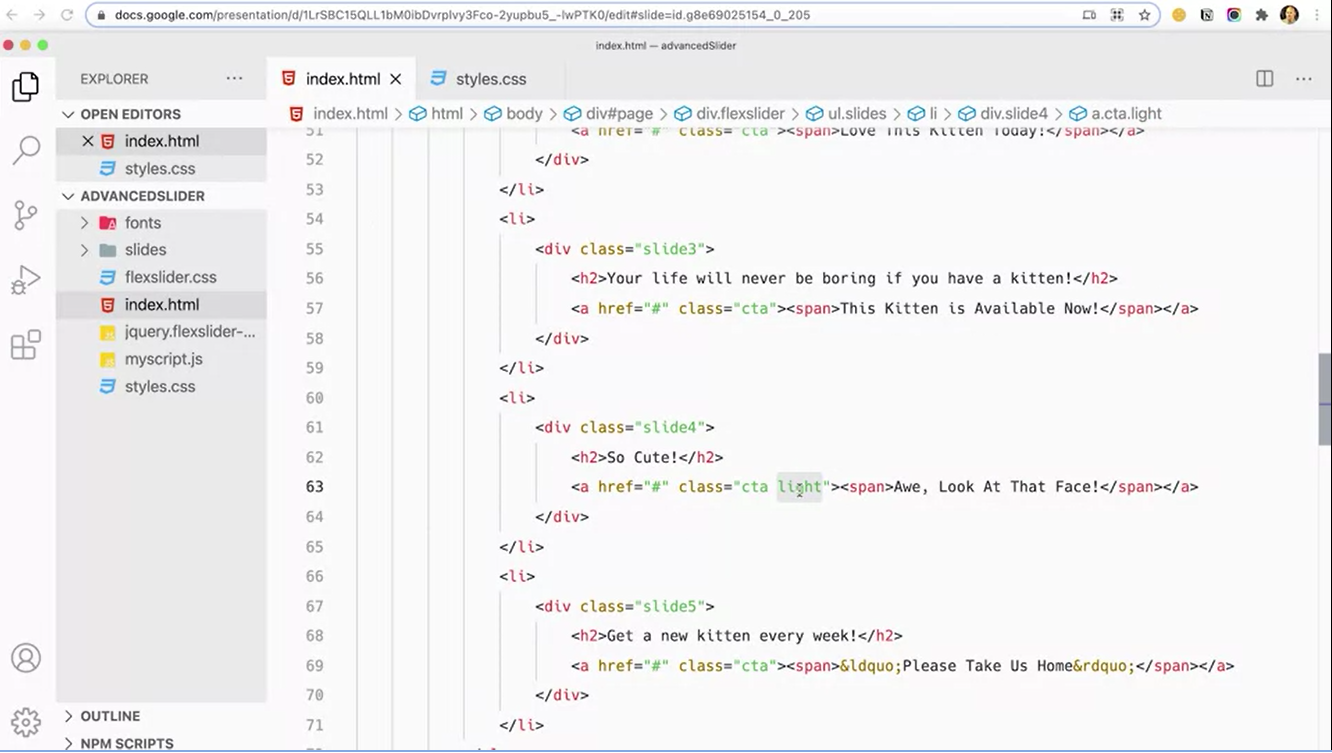 docs.google.com/presentation/d/1LrSBC15QLL1bM0ibDvrpIvy3Fco-2yupbu5_-lwPTK0/edit#slide=id.g8e69025154_0_205
index.html — advancedSlider
EXPLORER
index.html
styles.css
OPEN EDITORS
index.html
styles.css
ADVANCEDSLIDER
fonts
slides
flexslider.css
index.html
jquery.flexslider-...
myscript.js
styles.css
OUTLINE
NPM SCRIPTS
index.html > html > body > div#page > div.flexslider > ul.slides > li > div.slide4 > a.cta.light
51 <a href="#" class="cta"><span>Love This Kitten Today!</span></a>
52 </div>
53 </li>
54 <li>
55 <div class="slide3">
56 <h2>Your life will never be boring if you have a kitten!</h2>
57 <a href="#" class="cta"><span>This Kitten is Available Now!</span></a>
58 </div>
59 </li>
60 <li>
61 <div class="slide4">
62 <h2>So Cute!</h2>
63 <a href="#" class="cta light"><span>Awe, Look At That Face!</span></a>
64 </div>
65 </li>
66 <li>
67 <div class="slide5">
68 <h2>Get a new kitten every week!</h2>
69 <a href="#" class="cta"><span>&ldquo;Please Take Us Home&rdquo;</span></a>
70 </div>
71 </li>